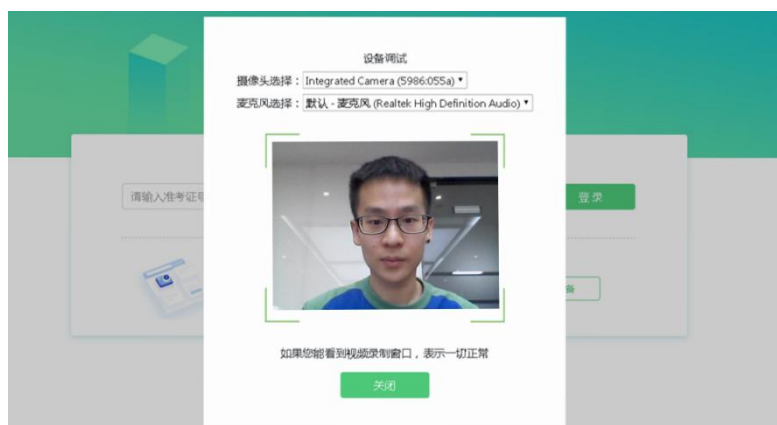 设备调试
摄像头选择：Integrated Camera (5986:055a)
麦克风选择：默认 - 麦克风 (Realtek High Definition Audio)
请输入准考证号
登录
备
如果您能看到视频录制窗口，表示一切正常
关闭